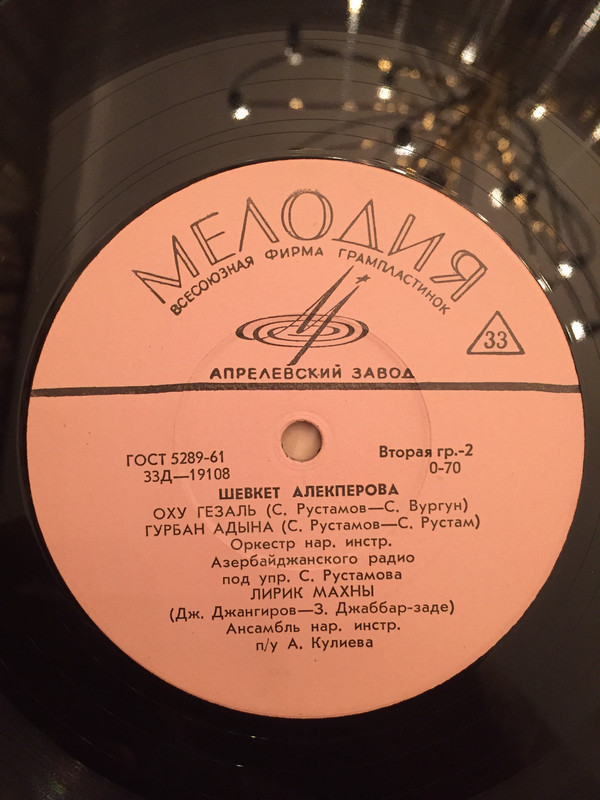 МЕЛОДИЯ
ВСЕСОЮЗНАЯ ФИРМА ГРАМПЛАСТИНОК
33
АПРЕЛЕВСКИЙ ЗАВОД
ГОСТ 5289-61
33Д—19108
Вторая гр.-2
0-70
ШЕВКЕТ АЛЕКПЕРОВА
ОХУ ГЕЗАЛЬ (С. Рустамов—С. Вургун)
ГУРБАН АДЫНА (С. Рустамов—С. Рустам)
Оркестр нар. инстр.
Азербайджанского радио
под упр. С. Рустамова
ЛИРИК МАХНЫ
(Дж. Джангиров—З. Джаббар-заде)
Ансамбль нар. инстр.
п/у А. Кулиева